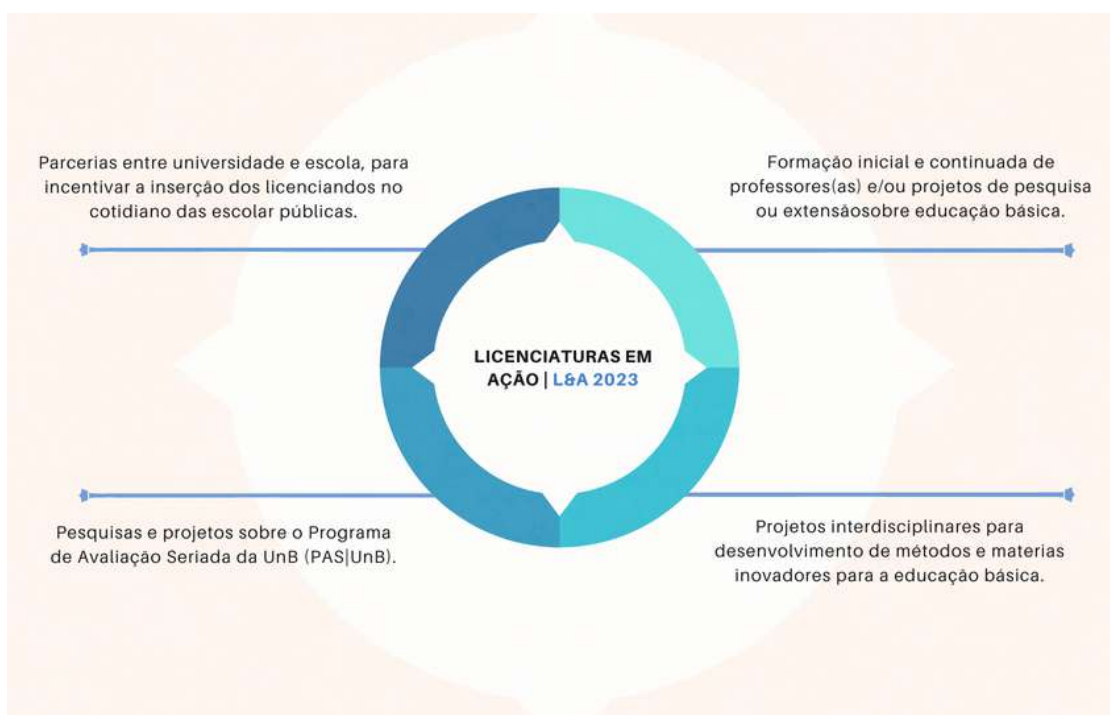 Parcerias entre universidade e escola, para
incentivar a inserção dos licenciandos no
cotidiano das escolar públicas.
Formação inicial e continuada de
professores(as) e/ou projetos de pesquisa
ou extensãosobre educação básica.
LICENCIATURAS EM
AÇÃO | L&A 2023
Pesquisas e projetos sobre o Programa
de Avaliação Seriada da UnB (PAS|UnB).
Projetos interdisciplinares para
desenvolvimento de métodos e materias
inovadores para a educação básica.